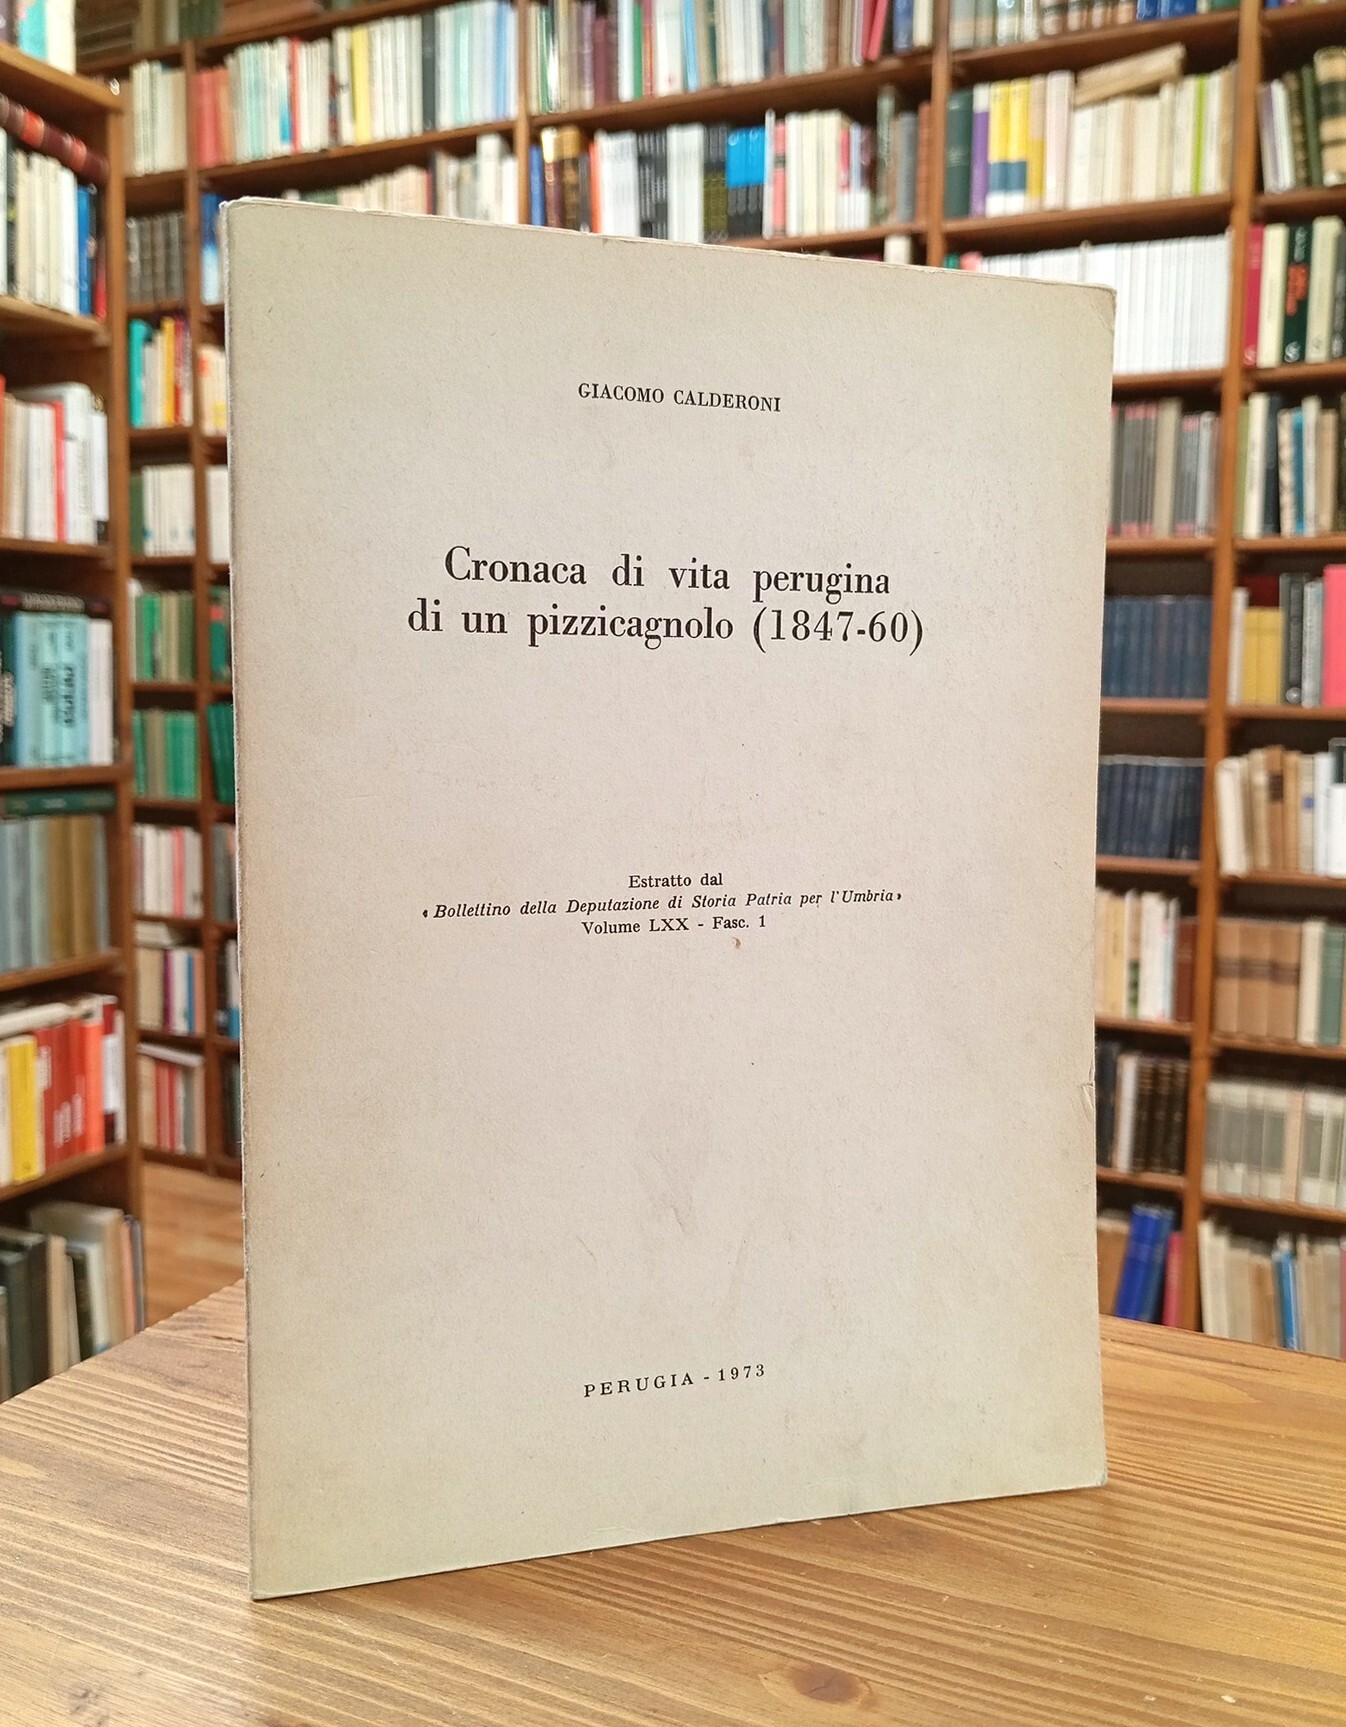 GIACOMO CALDERONI
Cronaca di vita perugina
di un pizzicagnolo (1847-60)
Estratto dal
« Bollettino della Deputazione di Storia Patria per l'Umbria »
Volume LXX - Fasc. 1
PERUGIA - 1973